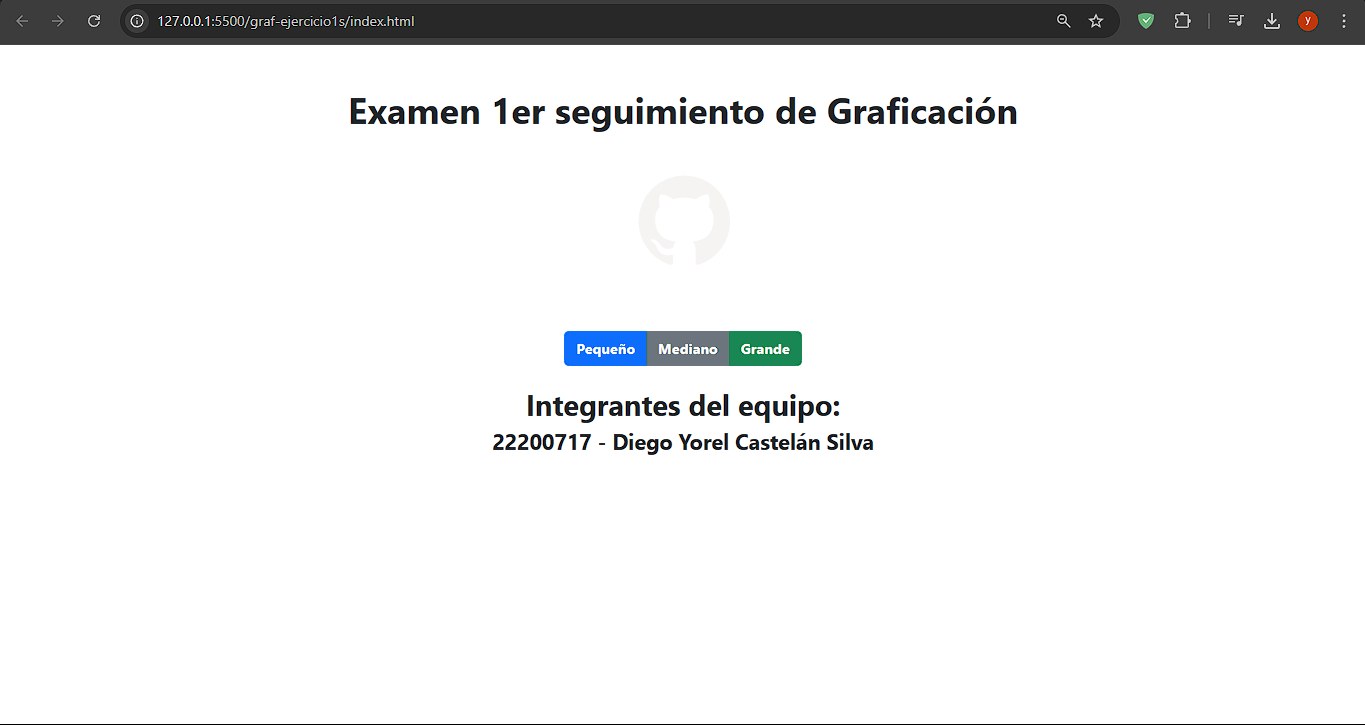 127.0.0.1:5500/graf-ejercicio1s/index.html
y
Examen 1er seguimiento de Graficación
Pequeño Mediano Grande
Integrantes del equipo:
22200717 - Diego Yorel Castelán Silva